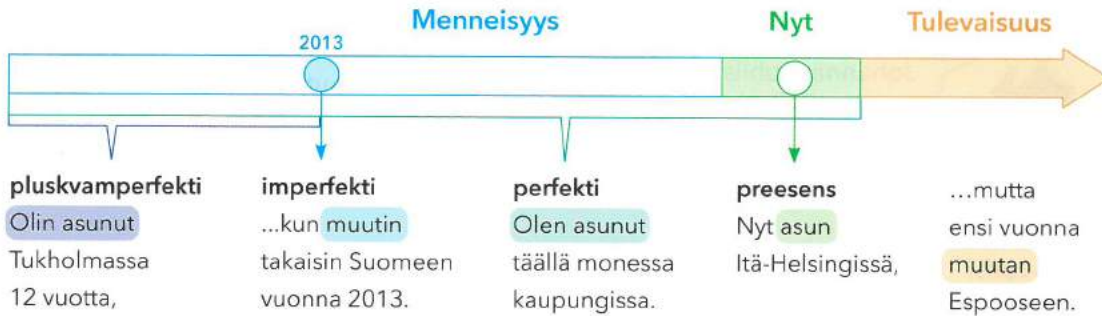 Menneisyys
Nyt
Tulevaisuus
2013
pluskvamperfekti
Olin asunut
Tukholmassa
12 vuotta,
imperfekti
...kun muutin
takaisin Suomeen
vuonna 2013.
perfekti
Olen asunut
täällä monessa
kaupungissa.
preesens
Nyt asun
Itä-Helsingissä,
...mutta
ensi vuonna
muutan
Espooseen.